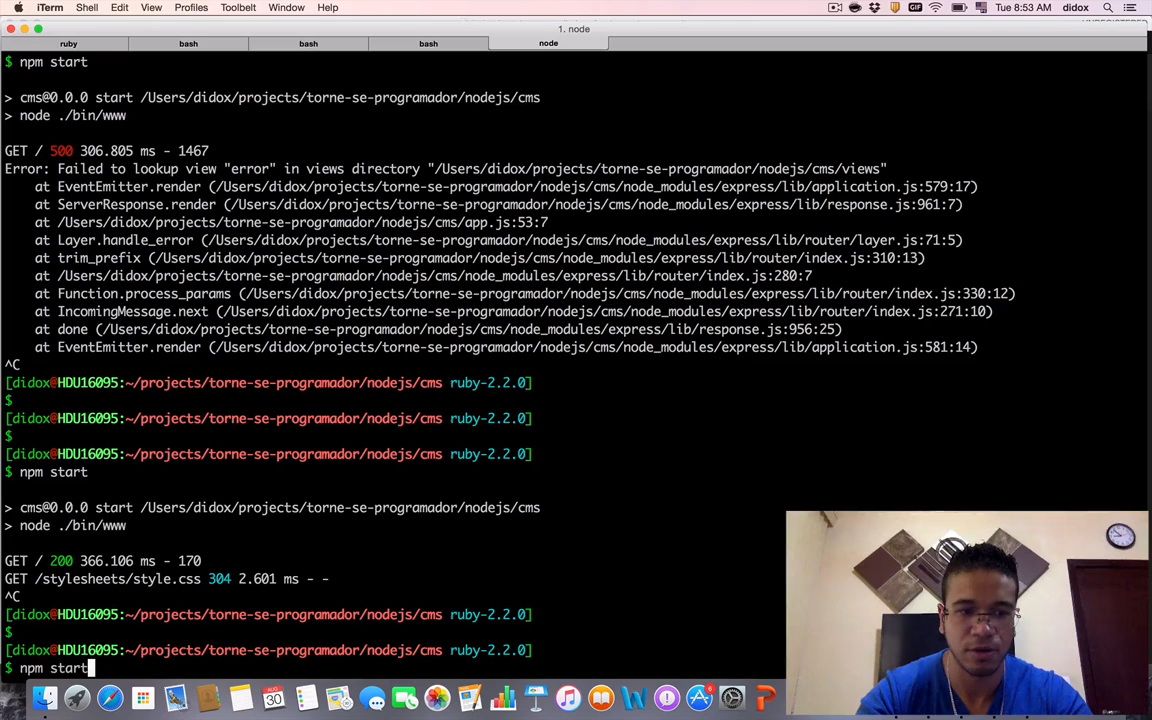 iTerm Shell Edit View Profiles Toolbelt Window Help GIF Tue 8:53 AM didox
1. node
ruby bash bash bash node
$ npm start
> cms@0.0.0 start /Users/didox/projects/torne-se-programador/nodejs/cms
> node ./bin/www
GET / 500 306.805 ms - 1467
Error: Failed to lookup view "error" in views directory "/Users/didox/projects/torne-se-programador/nodejs/cms/views"
at EventEmitter.render (/Users/didox/projects/torne-se-programador/nodejs/cms/node_modules/express/lib/application.js:579:17)
at ServerResponse.render (/Users/didox/projects/torne-se-programador/nodejs/cms/node_modules/express/lib/response.js:961:7)
at /Users/didox/projects/torne-se-programador/nodejs/cms/app.js:53:7
at Layer.handle_error (/Users/didox/projects/torne-se-programador/nodejs/cms/node_modules/express/lib/router/layer.js:71:5)
at trim_prefix (/Users/didox/projects/torne-se-programador/nodejs/cms/node_modules/express/lib/router/index.js:310:13)
at /Users/didox/projects/torne-se-programador/nodejs/cms/node_modules/express/lib/router/index.js:280:7
at Function.process_params (/Users/didox/projects/torne-se-programador/nodejs/cms/node_modules/express/lib/router/index.js:330:12)
at IncomingMessage.next (/Users/didox/projects/torne-se-programador/nodejs/cms/node_modules/express/lib/router/index.js:271:10)
at done (/Users/didox/projects/torne-se-programador/nodejs/cms/node_modules/express/lib/response.js:956:25)
at EventEmitter.render (/Users/didox/projects/torne-se-programador/nodejs/cms/node_modules/express/lib/application.js:581:14)
^C
[didox@HDU16095:~/projects/torne-se-programador/nodejs/cms ruby-2.2.0]
$
[didox@HDU16095:~/projects/torne-se-programador/nodejs/cms ruby-2.2.0]
$
[didox@HDU16095:~/projects/torne-se-programador/nodejs/cms ruby-2.2.0]
$ npm start
> cms@0.0.0 start /Users/didox/projects/torne-se-programador/nodejs/cms
> node ./bin/www
GET / 200 366.106 ms - 170
GET /stylesheets/style.css 304 2.601 ms - -
^C
[didox@HDU16095:~/projects/torne-se-programador/nodejs/cms ruby-2.2.0]
$
[didox@HDU16095:~/projects/torne-se-programador/nodejs/cms ruby-2.2.0]
$ npm start
30